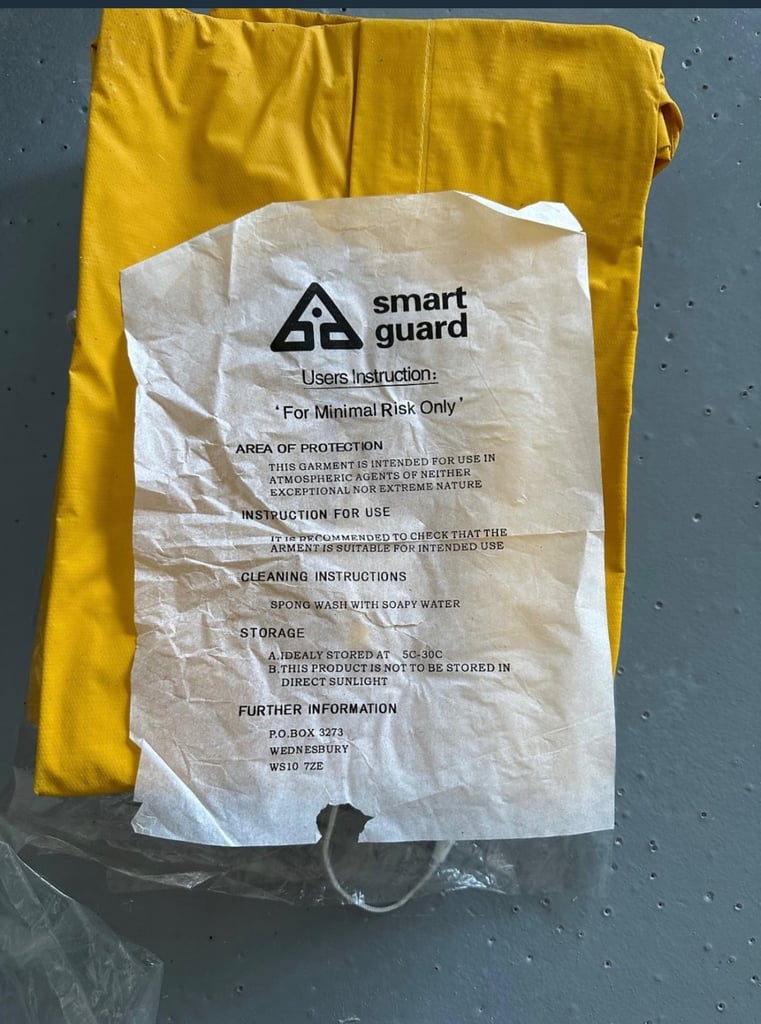 smart
guard
Users Instruction:
‘For Minimal Risk Only’
AREA OF PROTECTION
THIS GARMENT IS INTENDED FOR USE IN
ATMOSPHERIC AGENTS OF NEITHER
EXCEPTIONAL NOR EXTREME NATURE
INSTRUCTION FOR USE
IT IS RECOMMENDED TO CHECK THAT THE
ARMENT IS SUITABLE FOR INTENDED USE
CLEANING INSTRUCTIONS
SPONG WASH WITH SOAPY WATER
STORAGE
A.IDEALY STORED AT 5C-30C
B.THIS PRODUCT IS NOT TO BE STORED IN
DIRECT SUNLIGHT
FURTHER INFORMATION
P.O.BOX 3273
WEDNESBURY
WS10 7ZE